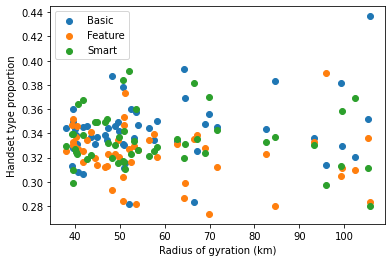 Basic
Feature
Smart
0.44
0.42
0.40
0.38
0.36
0.34
0.32
0.30
0.28
Handset type proportion
40 50 60 70 80 90 100
Radius of gyration (km)